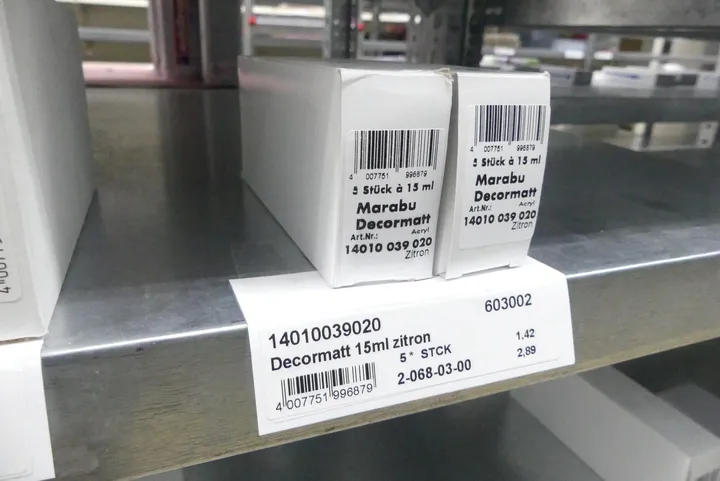 4 007751 996879
5 Stück à 15 ml
Marabu
Decormatt
Acryl
Art.Nr.:
14010 039 020
Zitron
4 007751 996879
5 Stück à 15 ml
Marabu
Decormatt
Acryl
Art.Nr.:
14010 039 020
Zitron
14010039020 603002
Decormatt 15ml zitron
5 * STCK 1,42
2,89
4 007751 996879 2-068-03-00